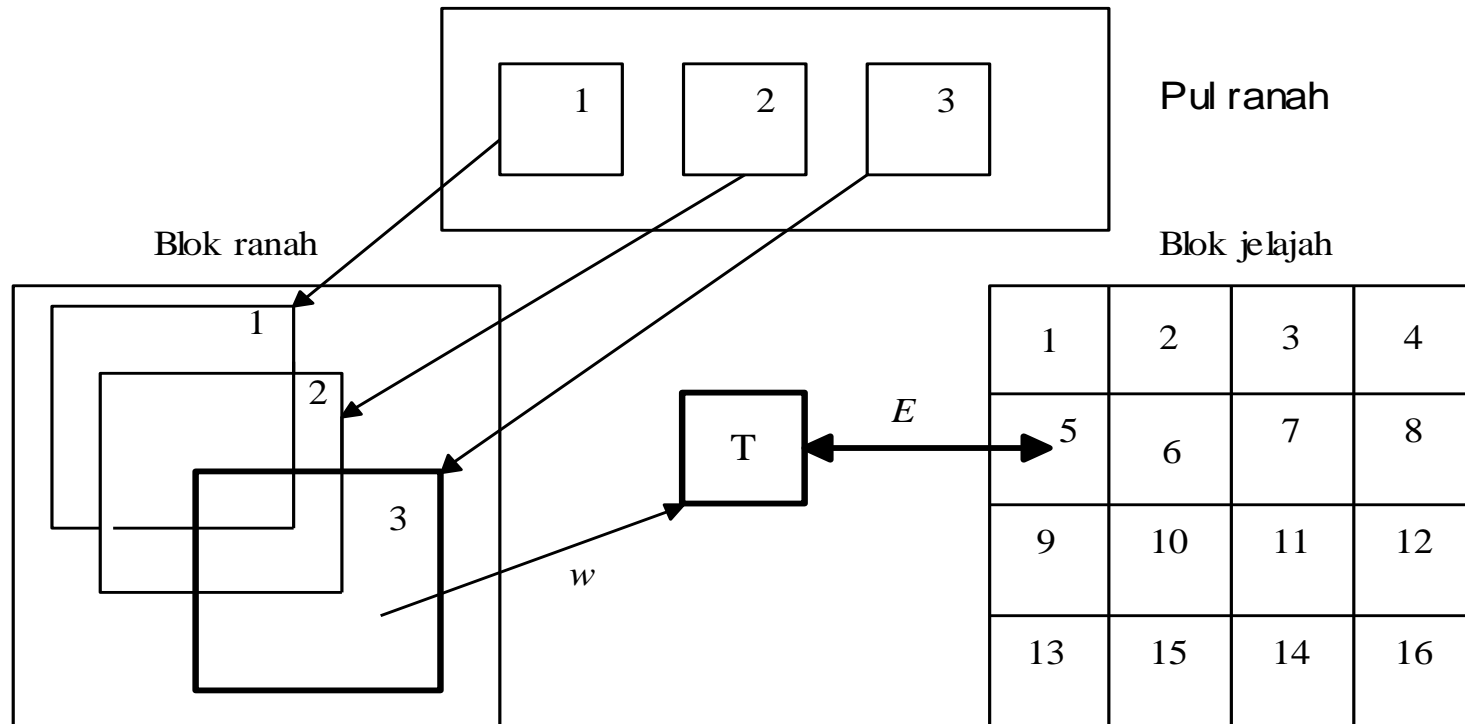 1 2 3
Pul ranah
Blok ranah
Blok jelajah
1
2
3
w
T
E
1 2 3 4
5 6 7 8
9 10 11 12
13 15 14 16